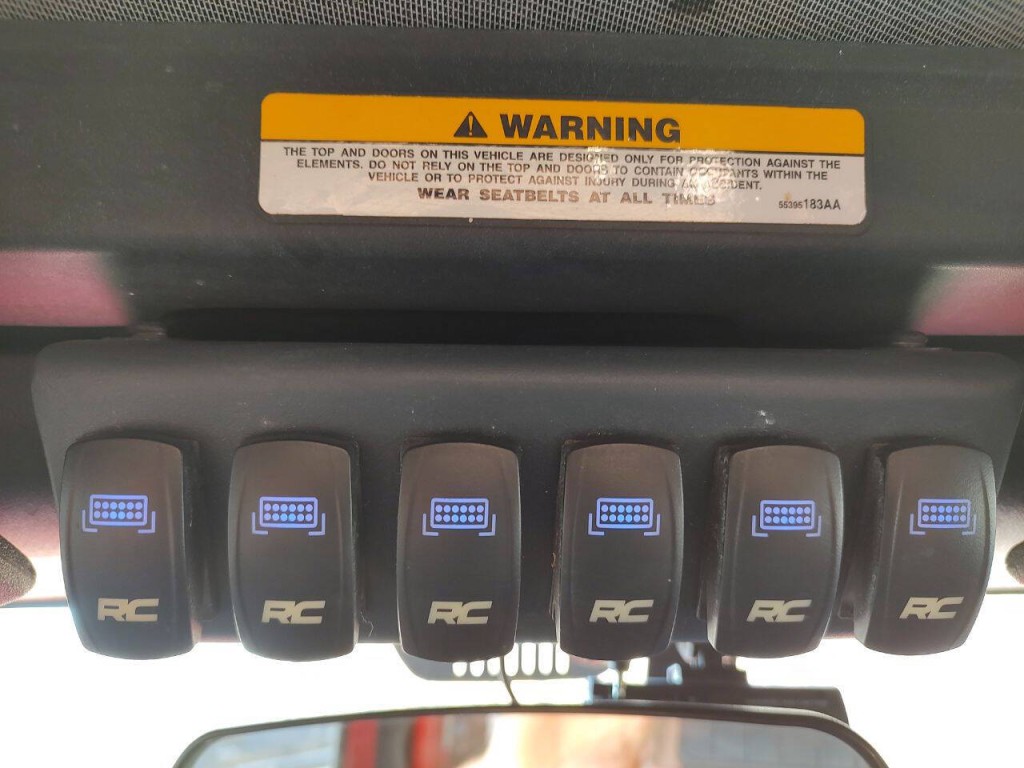 WARNING
THE TOP AND DOORS ON THIS VEHICLE ARE DESIGNED ONLY FOR PROTECTION AGAINST THE
ELEMENTS. DO NOT RELY ON THE TOP AND DOORS TO CONTAIN OCCUPANTS WITHIN THE
VEHICLE OR TO PROTECT AGAINST INJURY DURING AN ACCIDENT.
WEAR SEATBELTS AT ALL TIMES
55395183AA
RC RC RC RC RC RC